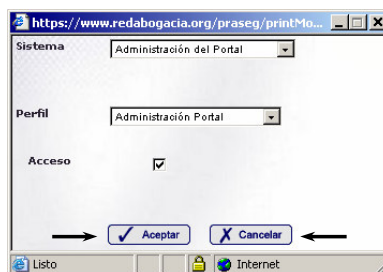 https://www.redabogacia.org/praseg/printMo...
Sistema
Administración del Portal
Perfil
Administración Portal
Acceso
Aceptar Cancelar
Listo Internet